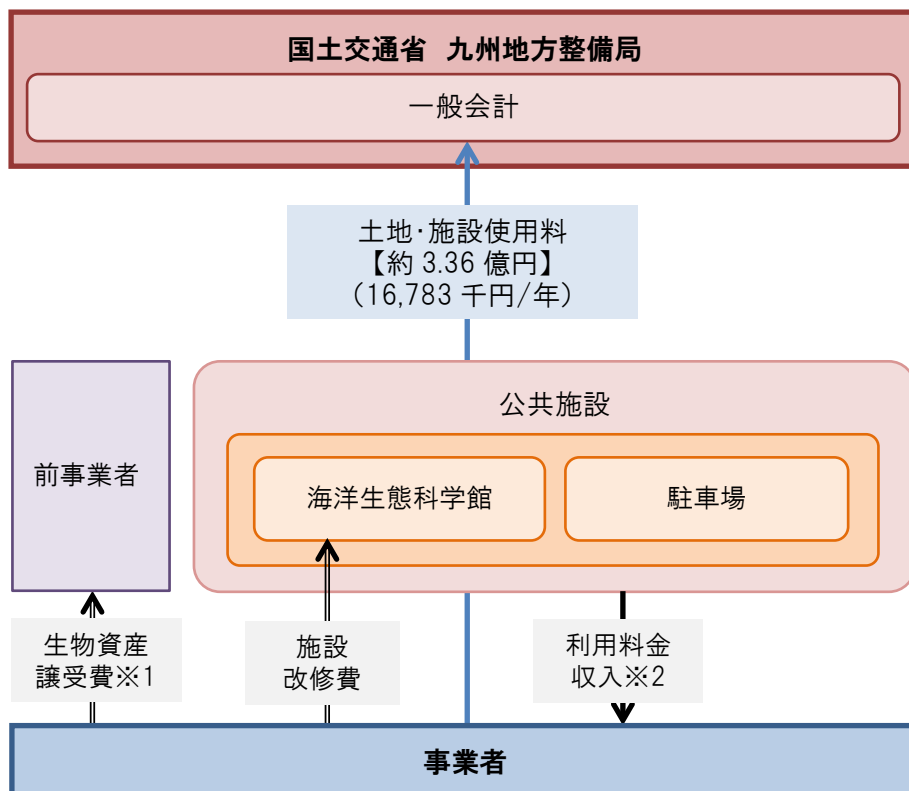 国土交通省 九州地方整備局
一般会計
土地・施設使用料
【約 3.36 億円】
（16,783 千円/年）
公共施設
前事業者
海洋生態科学館
駐車場
生物資産
譲受費※1
施設
改修費
利用料金
収入※2
事業者